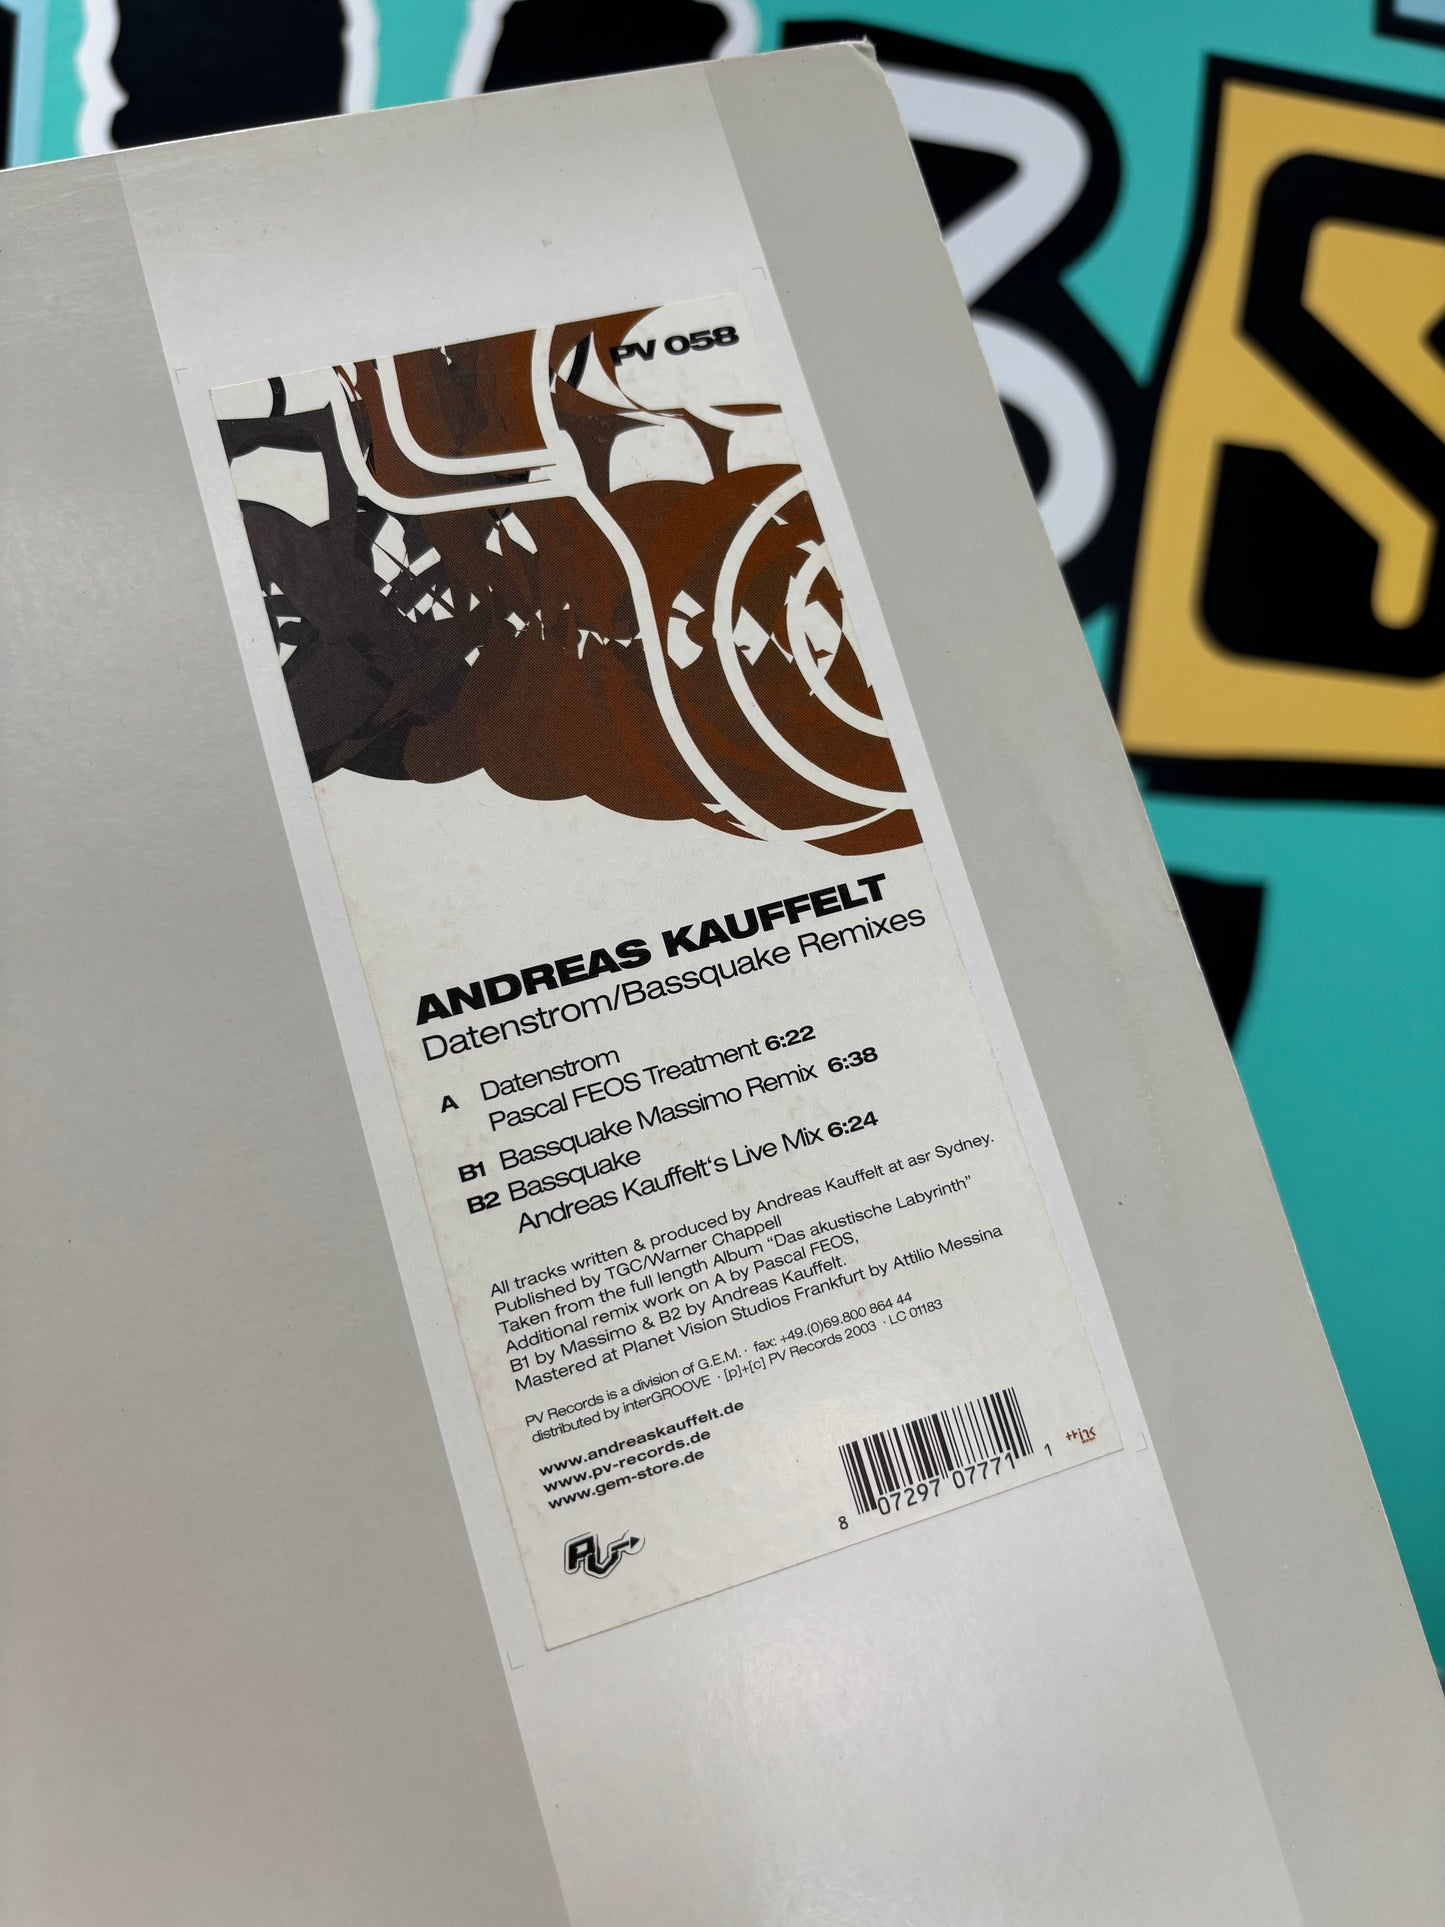 PV 058
ANDREAS KAUFFELT
Datenstrom/Bassquake Remixes
A Datenstrom
Pascal FEOS Treatment 6:22
B1 Bassquake Massimo Remix 6:38
B2 Bassquake
Andreas Kauffelt‘s Live Mix 6:24
All tracks written & produced by Andreas Kauffelt at asr Sydney.
Published by TGC/Warner Chappell
Taken from the full length Album “Das akustische Labyrinth”
Additional remix work on A by Pascal FEOS,
B1 by Massimo & B2 by Andreas Kauffelt.
Mastered at Planet Vision Studios Frankfurt by Attilio Messina
PV Records is a division of G.E.M. · fax: +49.(0)69.800 864 44
distributed by interGROOVE · [p]+[c] PV Records 2003 · LC 01183
www.andreaskauffelt.de
www.pv-records.de
www.gem-store.de
8 07297 07771 1
PV